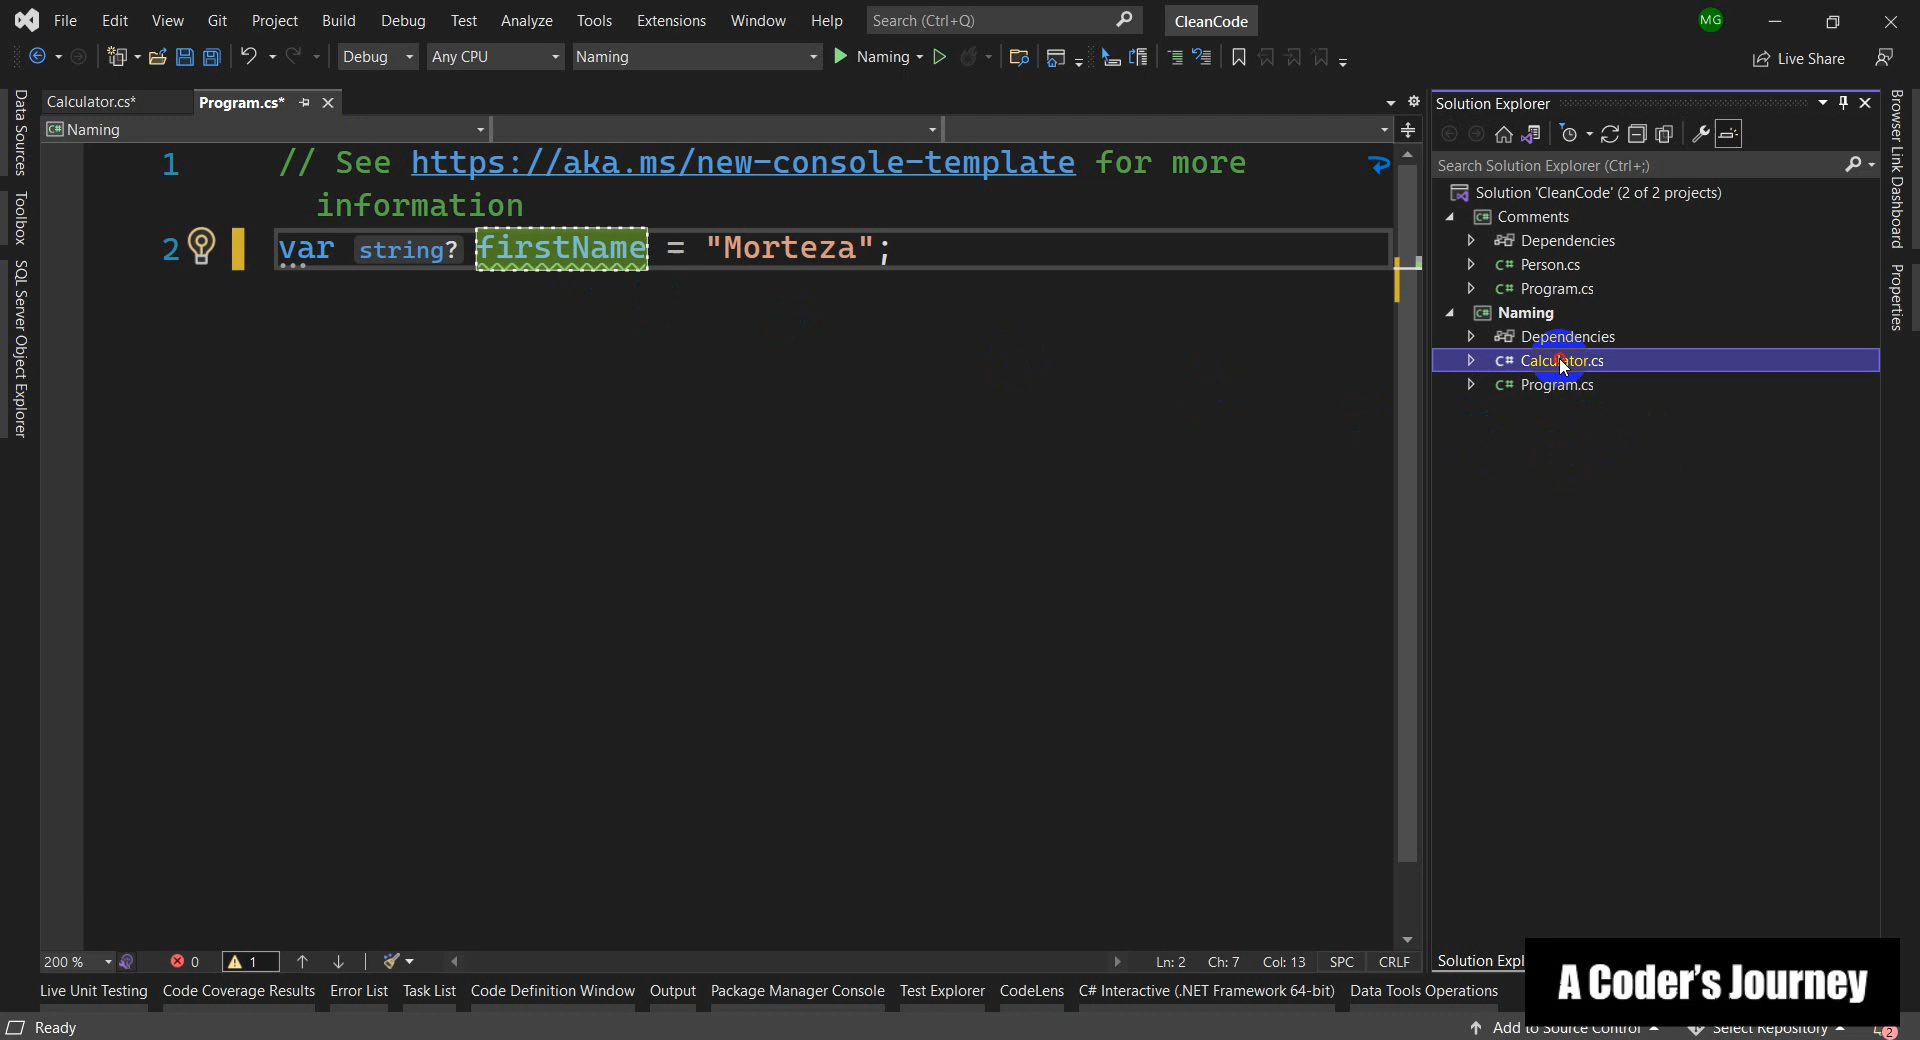 File Edit View Git Project Build Debug Test Analyze Tools Extensions Window Help Search (Ctrl+Q) CleanCode MG
Debug Any CPU Naming Naming Live Share
Data Sources
Toolbox
SQL Server Object Explorer
Calculator.cs* Program.cs*
C# Naming
1 // See https://aka.ms/new-console-template for more
information
2 var string? firstName = "Morteza";
200 % 0 1 Ln: 2 Ch: 7 Col: 13 SPC CRLF
Solution Explorer
Search Solution Explorer (Ctrl+;)
Solution 'CleanCode' (2 of 2 projects)
C# Comments
Dependencies
C# Person.cs
C# Program.cs
C# Naming
Dependencies
C# Calculator.cs
C# Program.cs
Solution Expl
Browser Link Dashboard
Properties
Live Unit Testing Code Coverage Results Error List Task List Code Definition Window Output Package Manager Console Test Explorer CodeLens C# Interactive (.NET Framework 64-bit) Data Tools Operations
A Coder's Journey
Ready Add to Source Control Select Repository 2